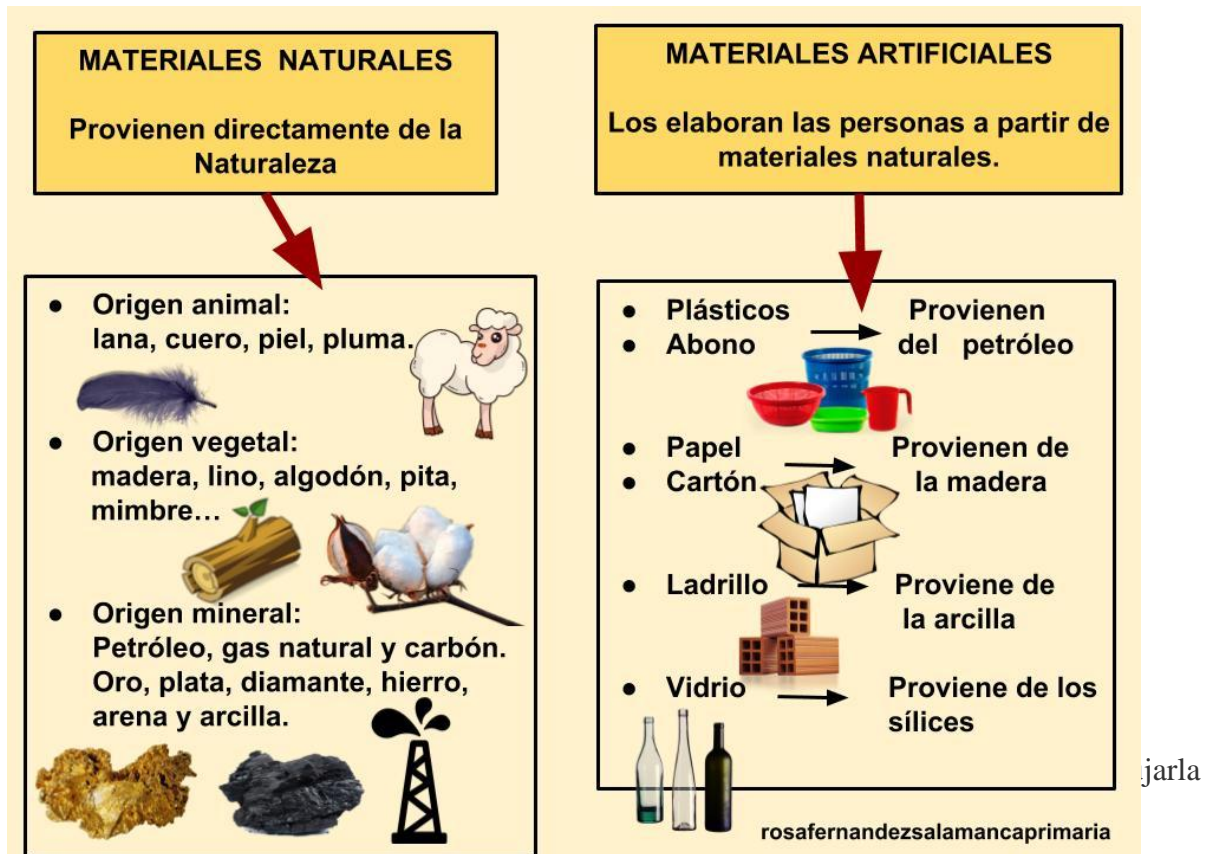 MATERIALES NATURALES
Provienen directamente de la
Naturaleza
● Origen animal:
lana, cuero, piel, pluma.
● Origen vegetal:
madera, lino, algodón, pita,
mimbre…
● Origen mineral:
Petróleo, gas natural y carbón.
Oro, plata, diamante, hierro,
arena y arcilla.
MATERIALES ARTIFICIALES
Los elaboran las personas a partir de
materiales naturales.
● Plásticos Provienen
● Abono del petróleo
● Papel Provienen de
● Cartón la madera
● Ladrillo Proviene de
la arcilla
● Vidrio Proviene de los
sílices
rosafernandezsalamancaprimaria